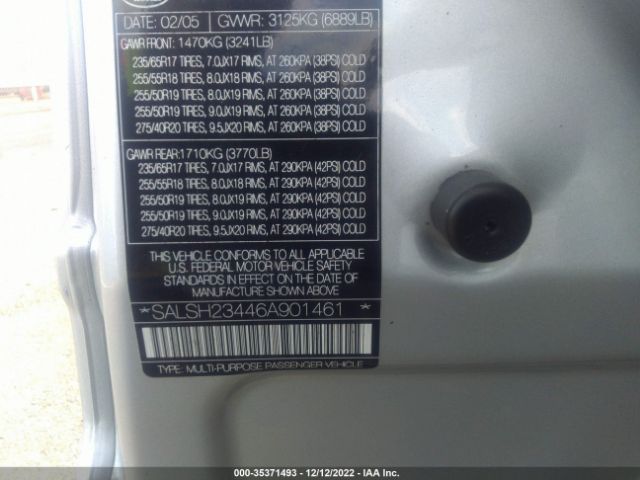 DATE: 02/05 GVWR: 3125KG (6889LB)
GAWR FRONT: 1470KG (3241LB)
235/65R17 TIRES, 7.0JX17 RIMS, AT 260KPA (38PSI) COLD
255/55R18 TIRES, 8.0JX18 RIMS, AT 260KPA (38PSI) COLD
255/50R19 TIRES, 8.0JX19 RIMS, AT 260KPA (38PSI) COLD
255/50R19 TIRES, 9.0JX19 RIMS, AT 260KPA (38PSI) COLD
275/40R20 TIRES, 9.5JX20 RIMS, AT 260KPA (38PSI) COLD
GAWR REAR: 1710KG (3770LB)
235/65R17 TIRES, 7.0JX17 RIMS, AT 290KPA (42PSI) COLD
255/55R18 TIRES, 8.0JX18 RIMS, AT 290KPA (42PSI) COLD
255/50R19 TIRES, 8.0JX19 RIMS, AT 290KPA (42PSI) COLD
255/50R19 TIRES, 9.0JX19 RIMS, AT 290KPA (42PSI) COLD
275/40R20 TIRES, 9.5JX20 RIMS, AT 290KPA (42PSI) COLD
THIS VEHICLE CONFORMS TO ALL APPLICABLE
U.S. FEDERAL MOTOR VEHICLE SAFETY
STANDARDS IN EFFECT ON THE DATE OF
MANUFACTURE SHOWN ABOVE.
* SALSH23446A901461 *
TYPE: MULTI-PURPOSE PASSENGER VEHICLE
000-35371493 - 12/12/2022 - IAAI.com